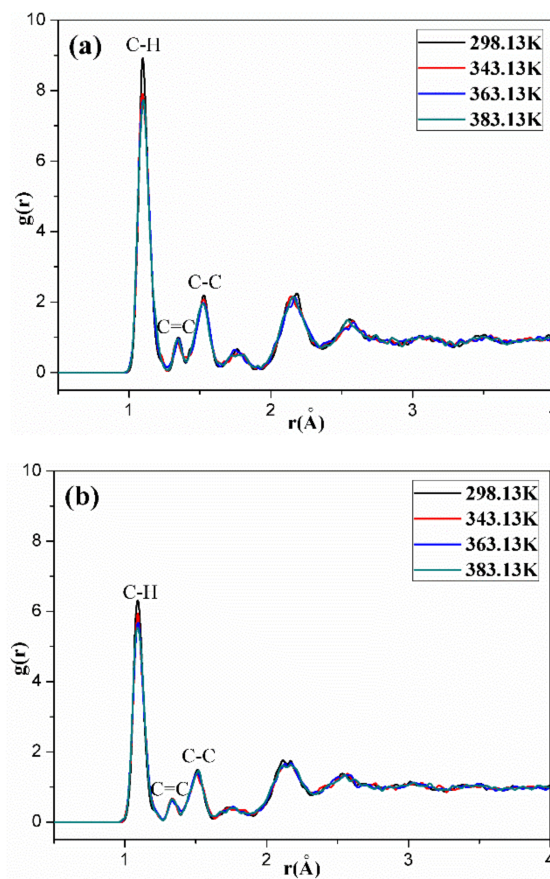 (a)
C-H
298.13K
343.13K
363.13K
383.13K
10
8
6
4
2
0
g(r)
C-C
C=C
1
2
3
4
r(Å)
(b)
C-H
298.13K
343.13K
363.13K
383.13K
10
8
6
4
2
0
g(r)
C-C
C=C
1
2
3
4
r(Å)